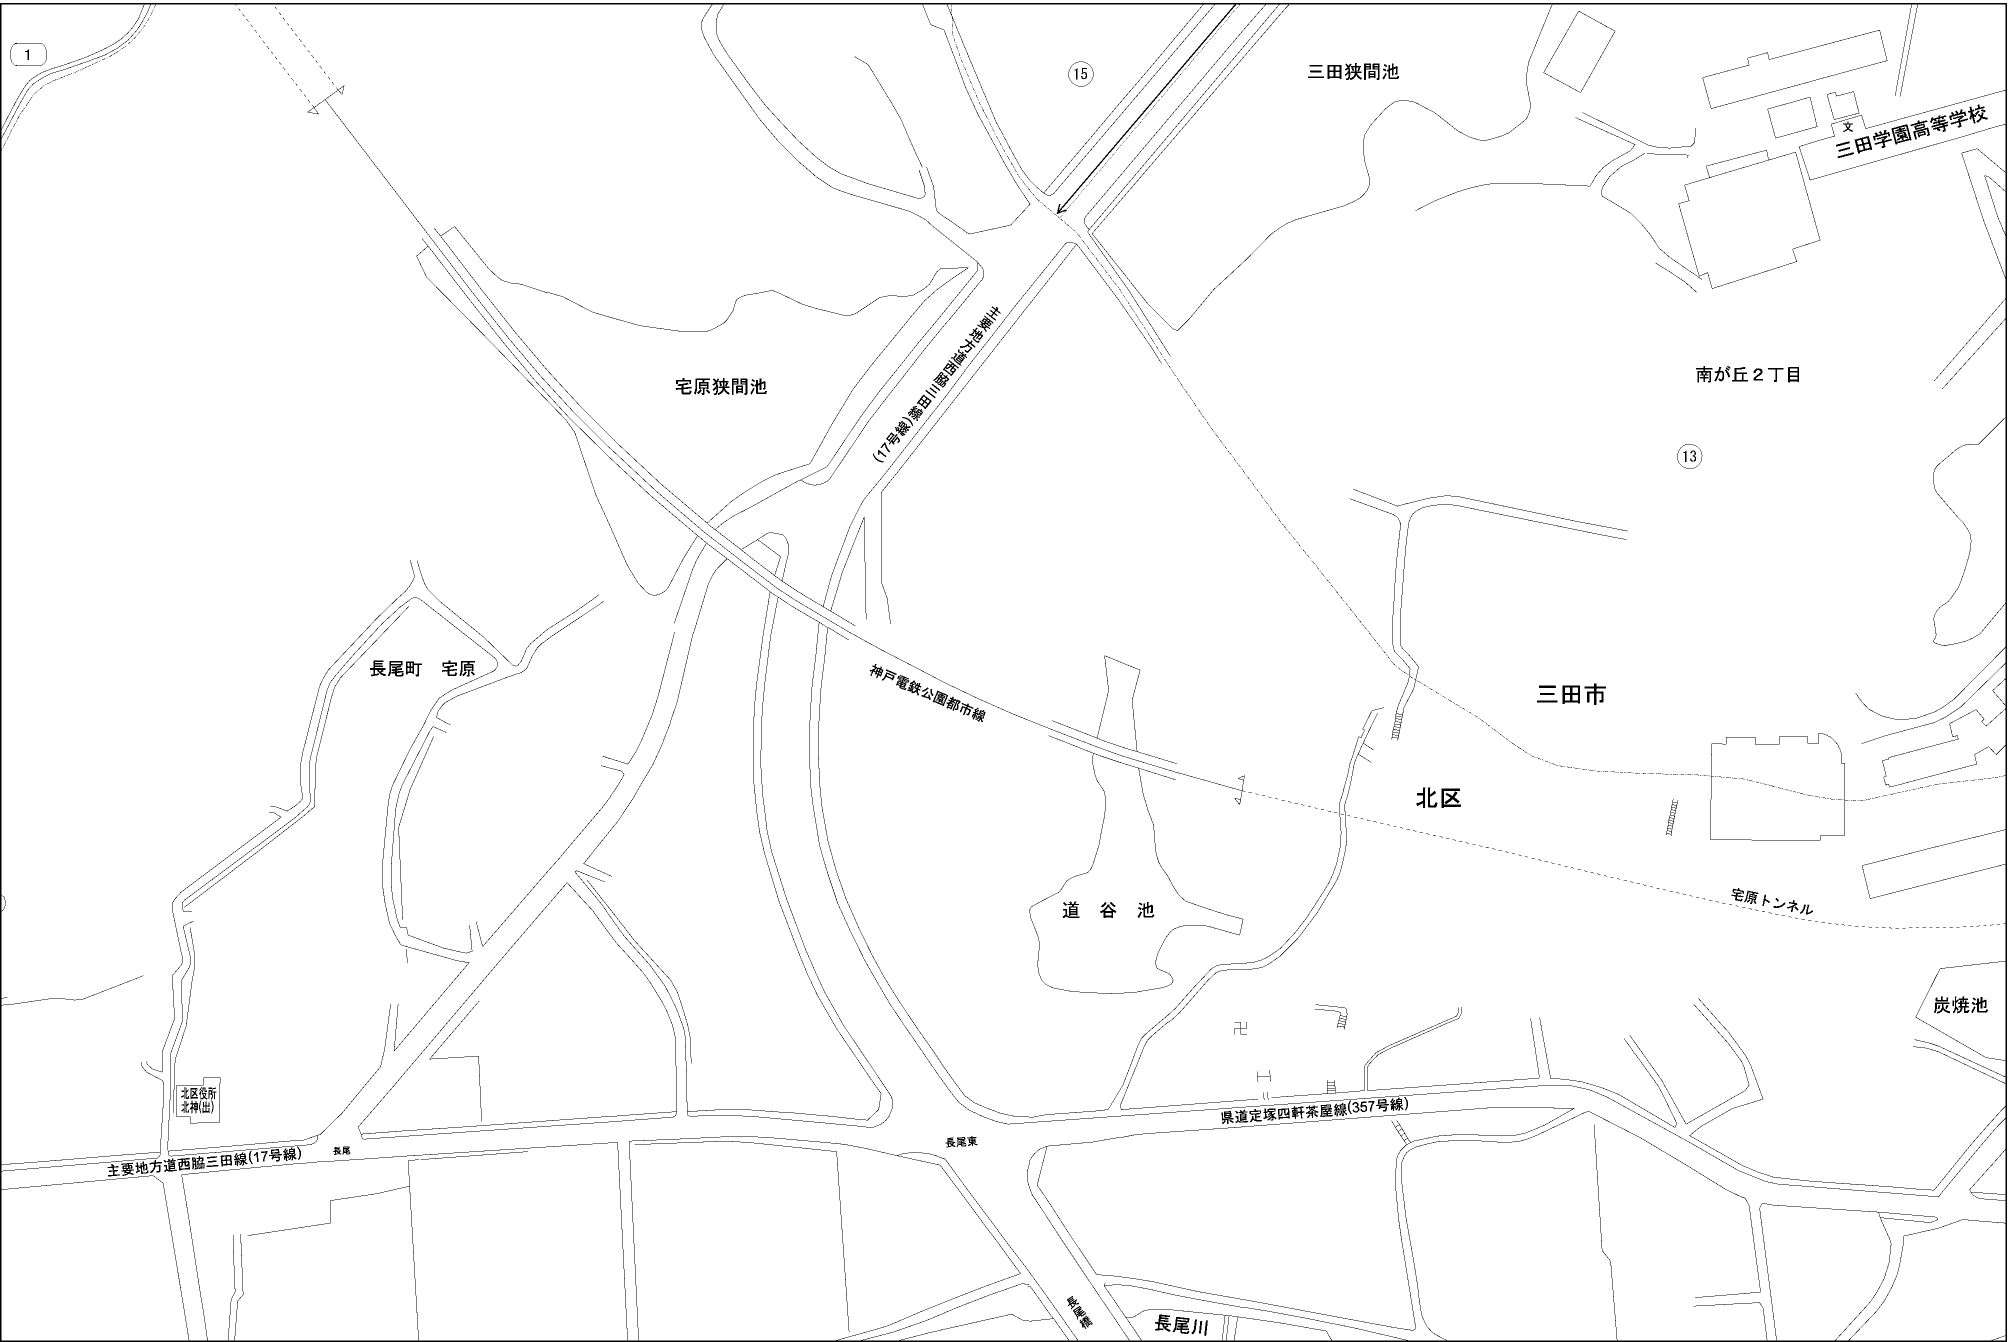 1
15
三田狭間池
文
三田学園高等学校
主要地方道西脇三田線(17号線)
宅原狭間池
南が丘2丁目
13
長尾町　宅原
神戸電鉄公園都市線
三田市
北区
道　谷　池
宅原トンネル
炭焼池
卍
北区役所
北神(出)
県道定塚四軒茶屋線(357号線)
長尾東
主要地方道西脇三田線(17号線)
長尾
長尾橋
長尾川